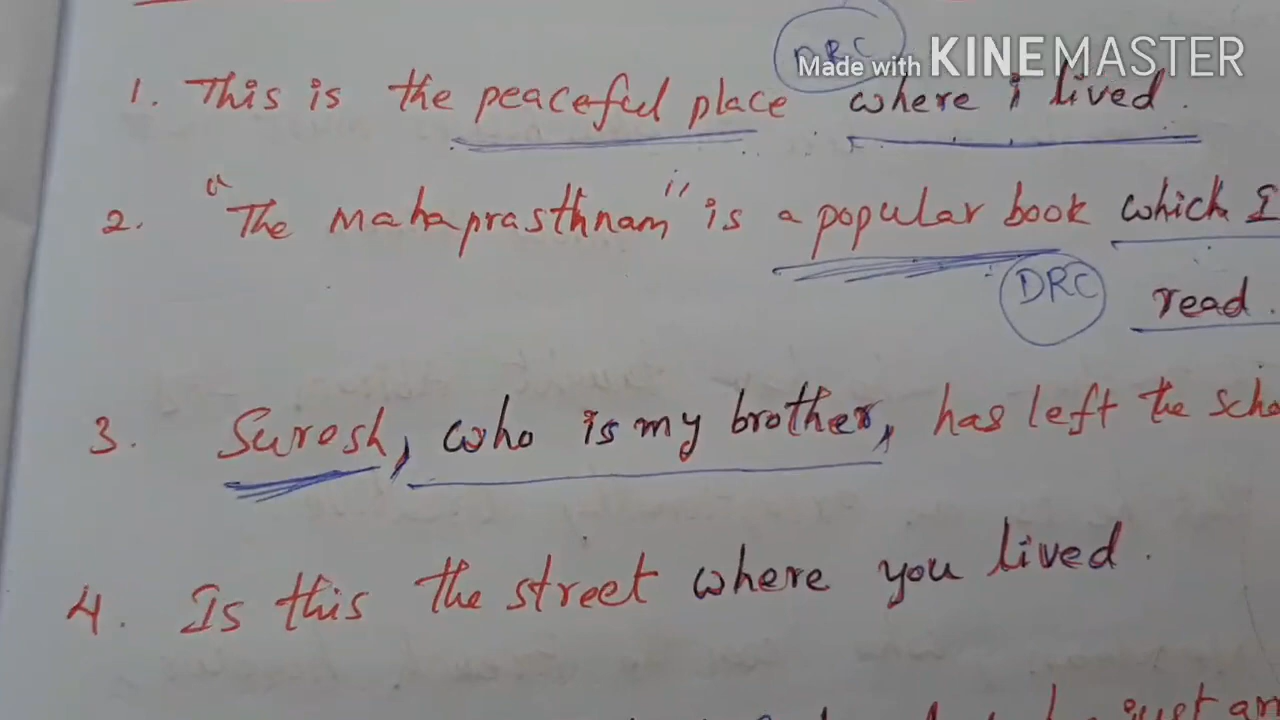 DRC
Made with KINEMASTER
1. This is the peaceful place where i lived.
2. "The mahaprasthnam" is a popular book which I
DRC read.
3. Suresh, who is my brother, has left the
4. Is this the street where you lived.